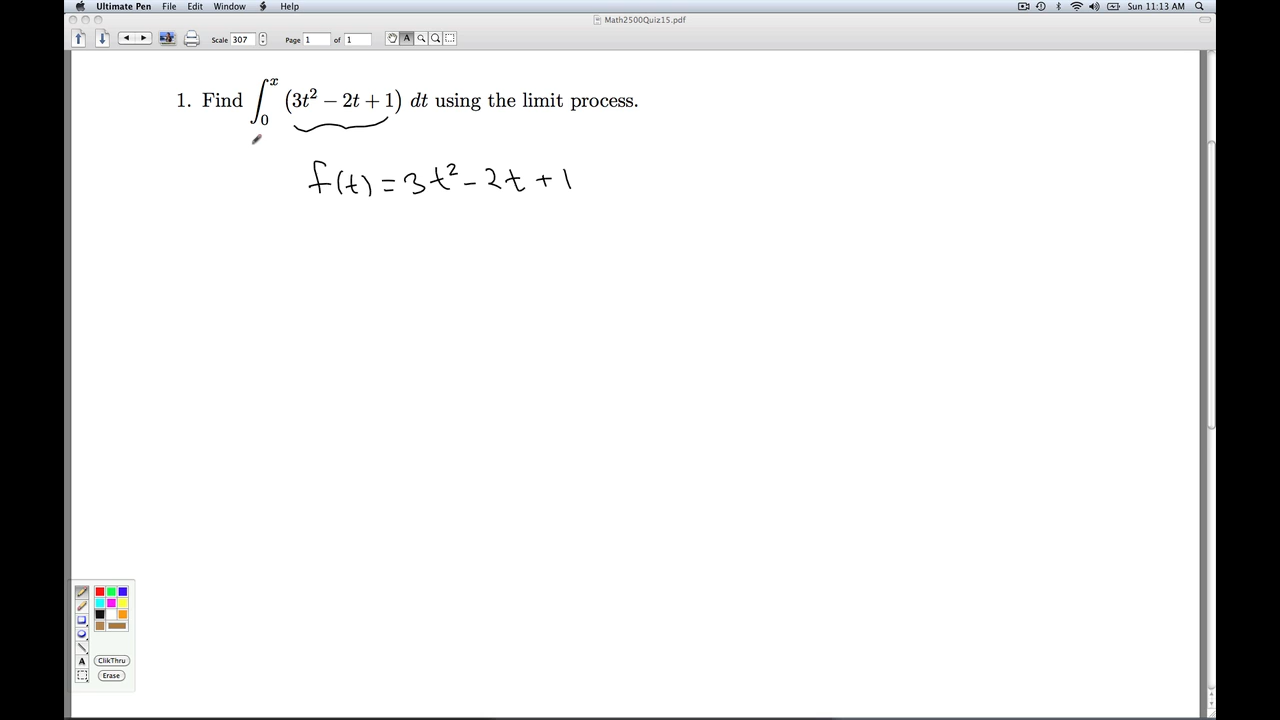 Ultimate Pen File Edit Window Help Sun 11:13 AM
Math2500Quiz15.pdf
Scale 307 Page 1 of 1 A
1. Find ∫₀ˣ (3t² − 2t + 1) dt using the limit process.
f(t) = 3t² − 2t + 1
A
ClikThru
Erase